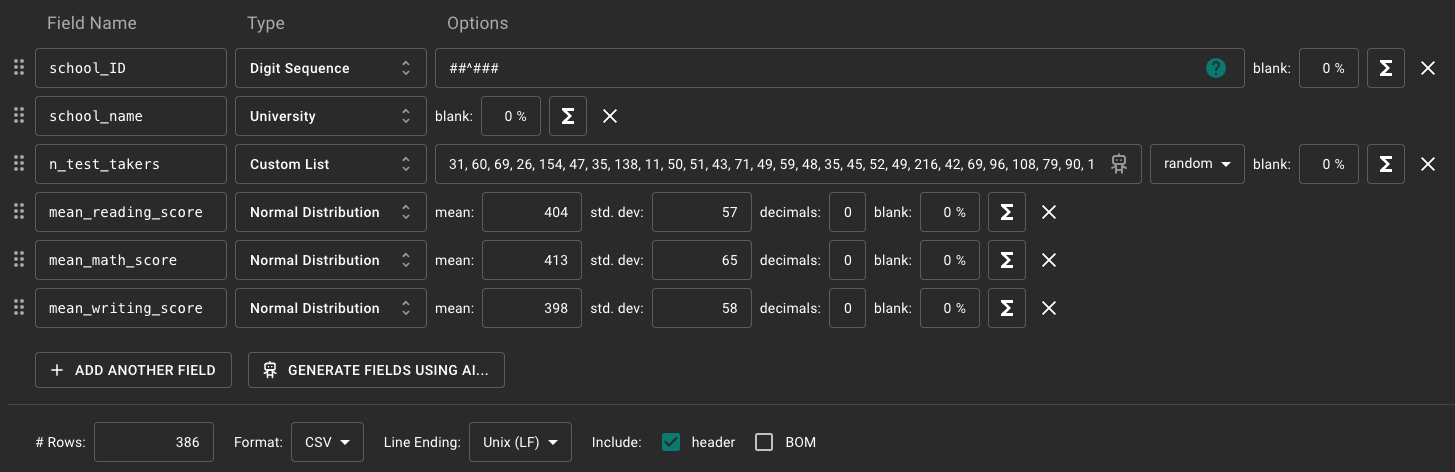 Field Name Type Options
school_ID Digit Sequence ##^### ? blank: 0 % Σ
school_name University blank: 0 % Σ
n_test_takers Custom List 31, 60, 69, 26, 154, 47, 35, 138, 11, 50, 51, 43, 71, 49, 59, 48, 35, 45, 52, 49, 216, 42, 69, 96, 108, 79, 90, 1 random blank: 0 % Σ
mean_reading_score Normal Distribution mean: 404 std. dev: 57 decimals: 0 blank: 0 % Σ
mean_math_score Normal Distribution mean: 413 std. dev: 65 decimals: 0 blank: 0 % Σ
mean_writing_score Normal Distribution mean: 398 std. dev: 58 decimals: 0 blank: 0 % Σ
+ ADD ANOTHER FIELD GENERATE FIELDS USING AI...
# Rows: 386 Format: CSV Line Ending: Unix (LF) Include: header BOM